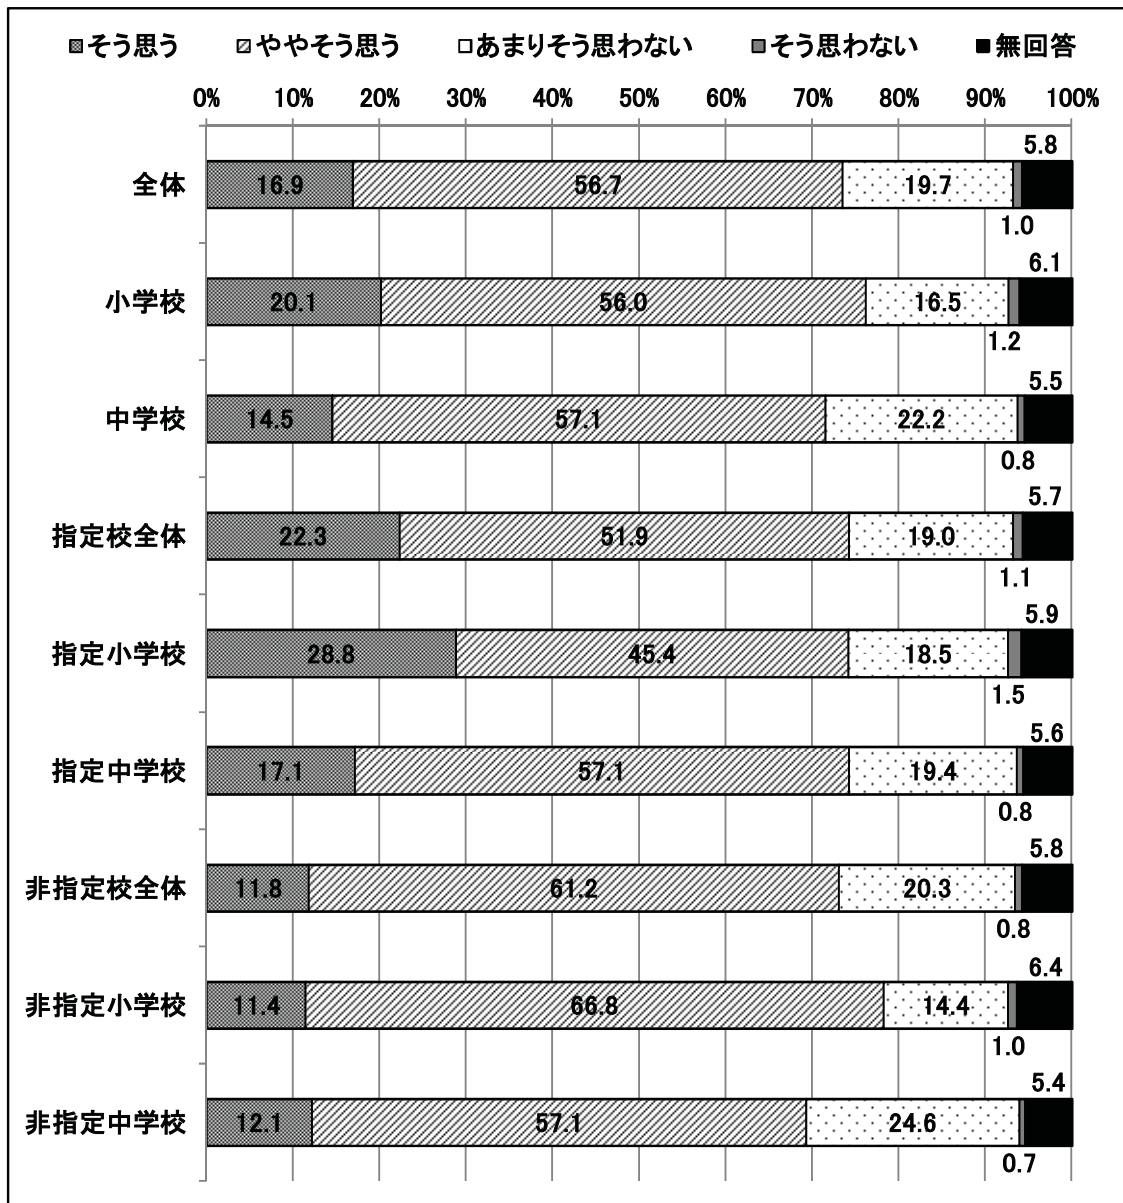 そう思う ややそう思う あまりそう思わない そう思わない 無回答
0% 10% 20% 30% 40% 50% 60% 70% 80% 90% 100%
5.8
全体 16.9 56.7 19.7
1.0
6.1
小学校 20.1 56.0 16.5
1.2
5.5
中学校 14.5 57.1 22.2
0.8
5.7
指定校全体 22.3 51.9 19.0
1.1
5.9
指定小学校 28.8 45.4 18.5
1.5
5.6
指定中学校 17.1 57.1 19.4
0.8
5.8
非指定校全体 11.8 61.2 20.3
0.8
6.4
非指定小学校 11.4 66.8 14.4
1.0
5.4
非指定中学校 12.1 57.1 24.6
0.7